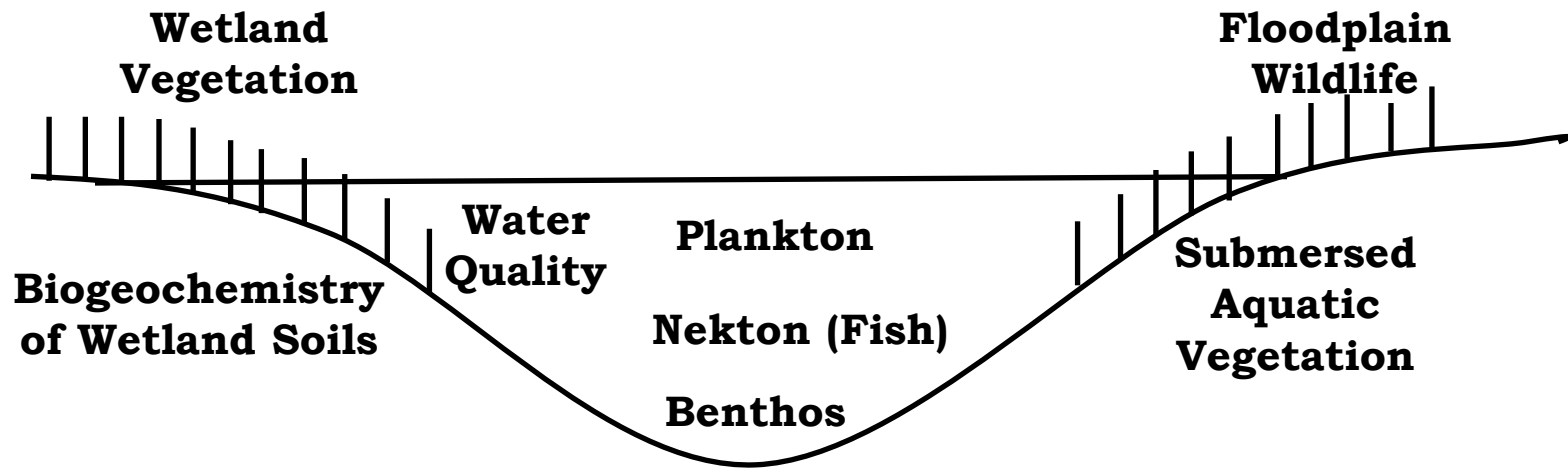 Wetland
Vegetation
Floodplain
Wildlife
Water
Quality
Plankton
Biogeochemistry
of Wetland Soils
Nekton (Fish)
Benthos
Submersed
Aquatic
Vegetation